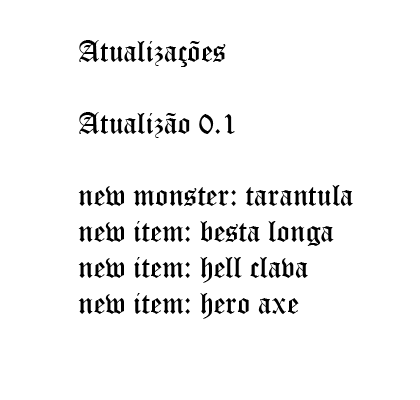 Atualizações
Atualizão 0.1
new monster: tarantula
new item: besta longa
new item: hell clava
new item: hero axe